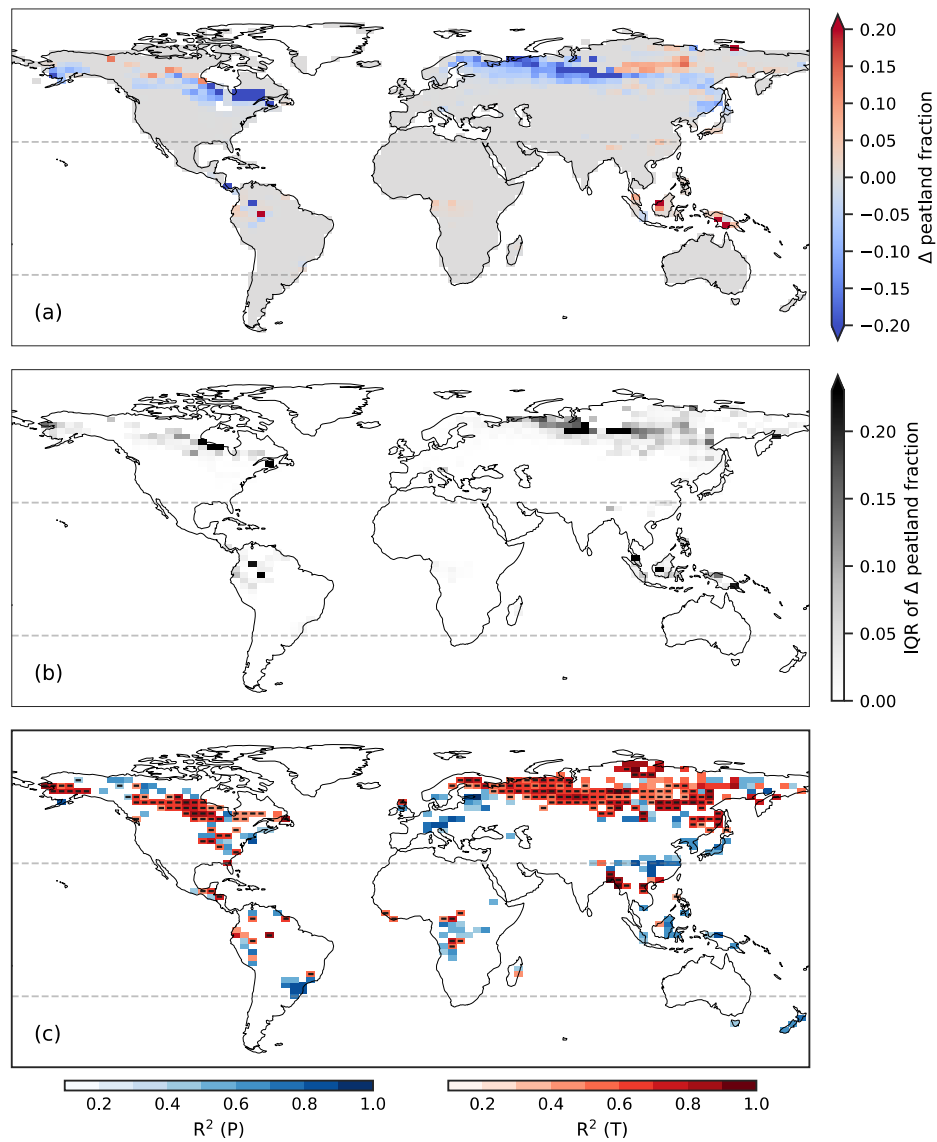 0.20
0.15
0.10
0.05
0.00
−0.05
−0.10
−0.15
−0.20
Δ peatland fraction
(a)
0.20
0.15
0.10
0.05
0.00
IQR of Δ peatland fraction
(b)
(c)
0.2 0.4 0.6 0.8 1.0
R² (P)
0.2 0.4 0.6 0.8 1.0
R² (T)